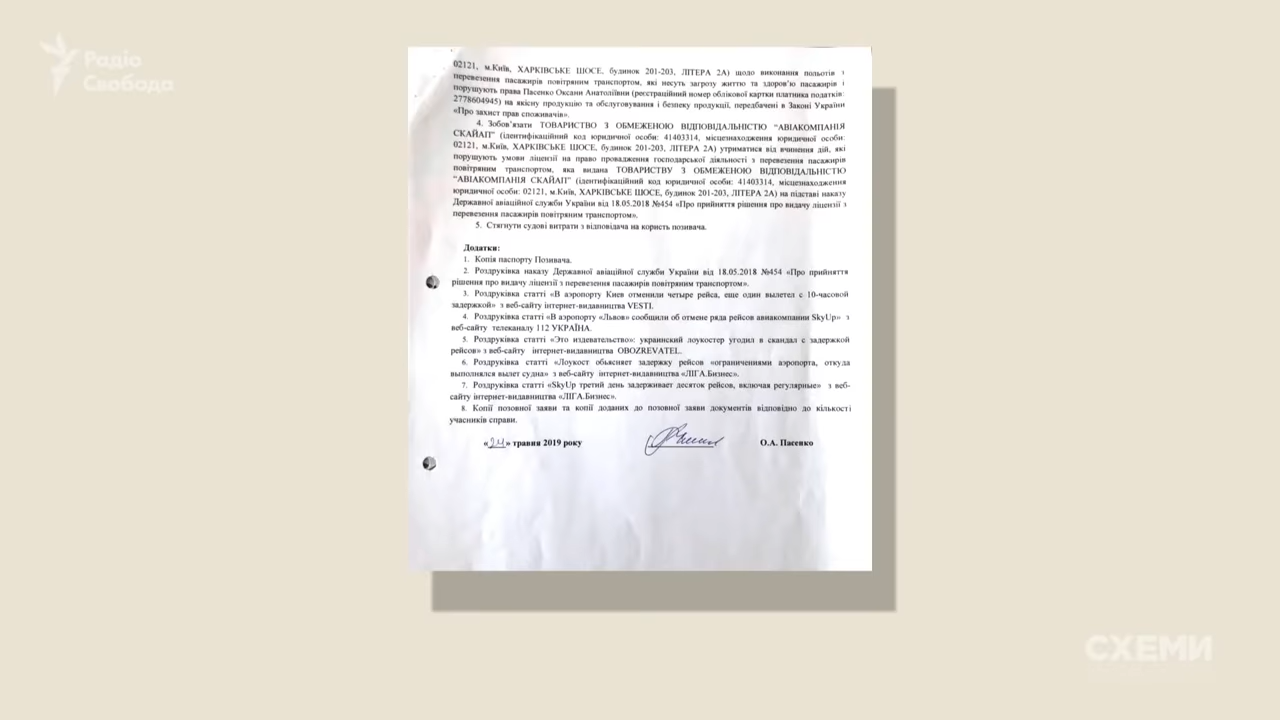 Радіо
Свобода
02121, м.Київ, ХАРКІВСЬКЕ ШОСЕ, будинок 201-203, ЛІТЕРА 2А) щодо виконання польотів з
перевезення пасажирів повітряним транспортом, які несуть загрозу життю та здоров'ю пасажирів і
порушують права Пасенко Оксани Анатоліївни (реєстраційний номер облікової картки платника податків:
2778604945) на якісну продукцію та обслуговування і безпеку продукції, передбачені в Законі України
«Про захист прав споживачів».
4. Зобов'язати ТОВАРИСТВО З ОБМЕЖЕНОЮ ВІДПОВІДАЛЬНІСТЮ "АВІАКОМПАНІЯ
СКАЙАП" (ідентифікаційний код юридичної особи: 41403314, місцезнаходження юридичної особи:
02121, м.Київ, ХАРКІВСЬКЕ ШОСЕ, будинок 201-203, ЛІТЕРА 2А) утриматися від вчинення дій, які
порушують умови ліцензії на право провадження господарської діяльності з перевезення пасажирів
повітряним транспортом, яка видана ТОВАРИСТВУ З ОБМЕЖЕНОЮ ВІДПОВІДАЛЬНІСТЮ
"АВІАКОМПАНІЯ СКАЙАП" (ідентифікаційний код юридичної особи: 41403314, місцезнаходження
юридичної особи: 02121, м.Київ, ХАРКІВСЬКЕ ШОСЕ, будинок 201-203, ЛІТЕРА 2А) на підставі наказу
Державної авіаційної служби України від 18.05.2018 №454 «Про прийняття рішення про видачу ліцензії з
перевезення пасажирів повітряним транспортом».
5. Стягнути судові витрати з відповідача на користь позивача.
Додатки:
1. Копія паспорту Позивача.
2. Роздруківка наказу Державної авіаційної служби України від 18.05.2018 №454 «Про прийняття
рішення про видачу ліцензії з перевезення пасажирів повітряним транспортом».
3. Роздруківка статті «В аэропорту Киев отменили четыре рейса, еще один вылетел с 10-часовой
задержкой» з веб-сайту інтернет-видавництва VESTI.
4. Роздруківка статті «В аэропорту «Львов» сообщили об отмене ряда рейсов авиакомпании SkyUp» з
веб-сайту телеканалу 112 УКРАЇНА.
5. Роздруківка статті «Это издевательство»: украинский лоукостер угодил в скандал с задержкой
рейсов» з веб-сайту інтернет-видавництва OBOZREVATEL.
6. Роздруківка статті «Лоукост объясняет задержку рейсов «ограничениями аэропорта, откуда
выполнялся вылет судна» з веб-сайту інтернет-видавництва «ЛІГА.Бизнес».
7. Роздруківка статті «SkyUp третий день задерживает десяток рейсов, включая регулярные» з веб-
сайту інтернет-видавництва «ЛІГА.Бизнес».
8. Копії позовної заяви та копії доданих до позовної заяви документів відповідно до кількості
учасників справи.
«24» травня 2019 року О.А. Пасенко
СХЕМИ